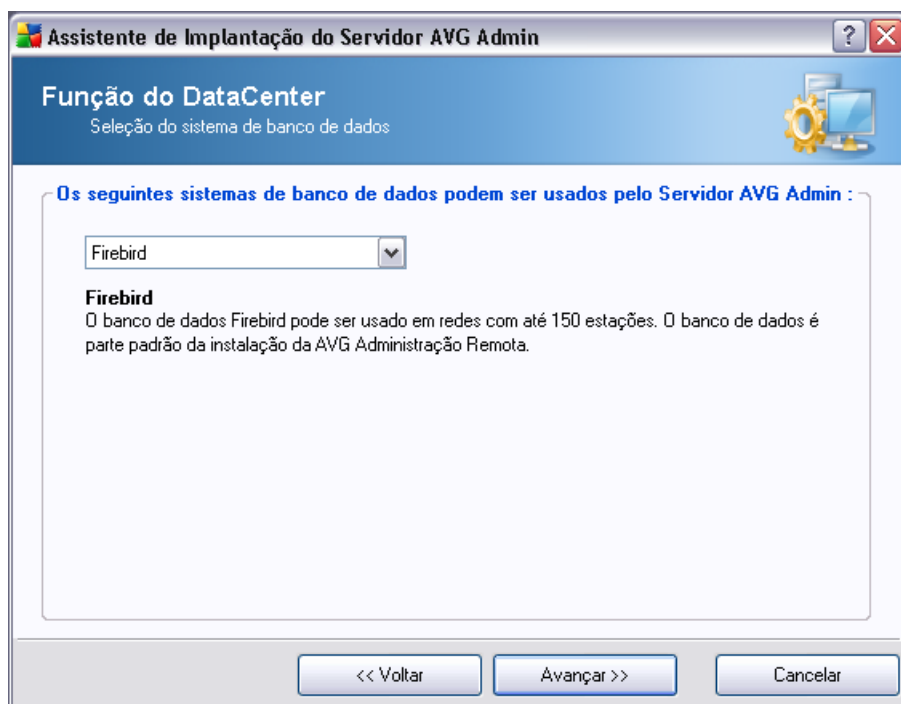 Assistente de Implantação do Servidor AVG Admin
Função do DataCenter
Seleção do sistema de banco de dados
Os seguintes sistemas de banco de dados podem ser usados pelo Servidor AVG Admin :
Firebird
Firebird
O banco de dados Firebird pode ser usado em redes com até 150 estações. O banco de dados é
parte padrão da instalação da AVG Administração Remota.
<< Voltar
Avançar >>
Cancelar